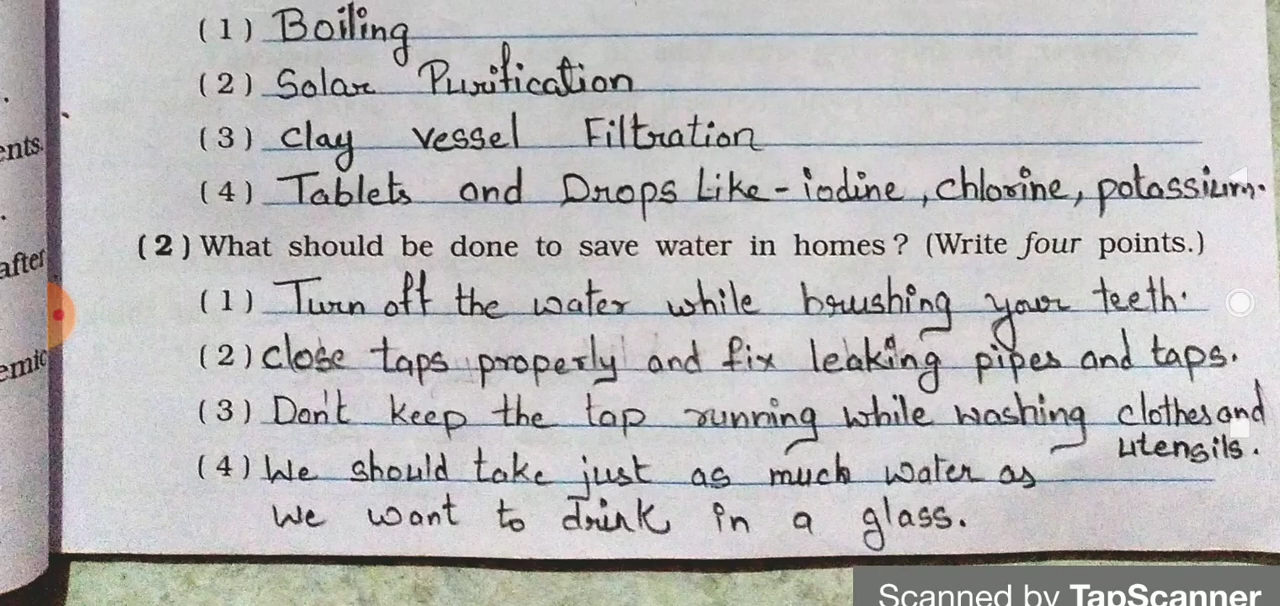 (1) Boiling
(2) Solar Purification
(3) Clay vessel Filtration
ents.
(4) Tablets and Drops Like - iodine, chlorine, potassium.
(2) What should be done to save water in homes? (Write four points.)
after
(1) Turn off the water while brushing your teeth.
(2) close taps properly and fix leaking pipes and taps.
emic
(3) Don't keep the tap running while washing clothes and
utensils.
(4) We should take just as much water as
we want to drink in a glass.
Scanned by TapScanner